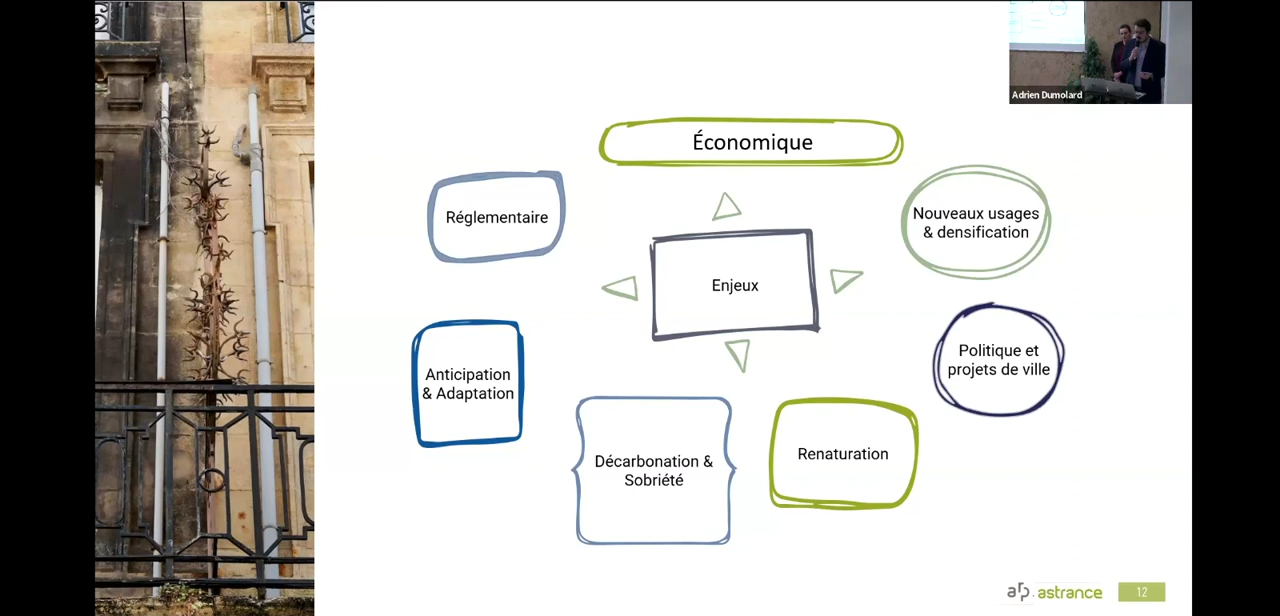 Adrien Dumolard
Économique
Réglementaire
Nouveaux usages
& densification
Enjeux
Anticipation
& Adaptation
Politique et
projets de ville
Décarbonation &
Sobriété
Renaturation
arp. astrance
12